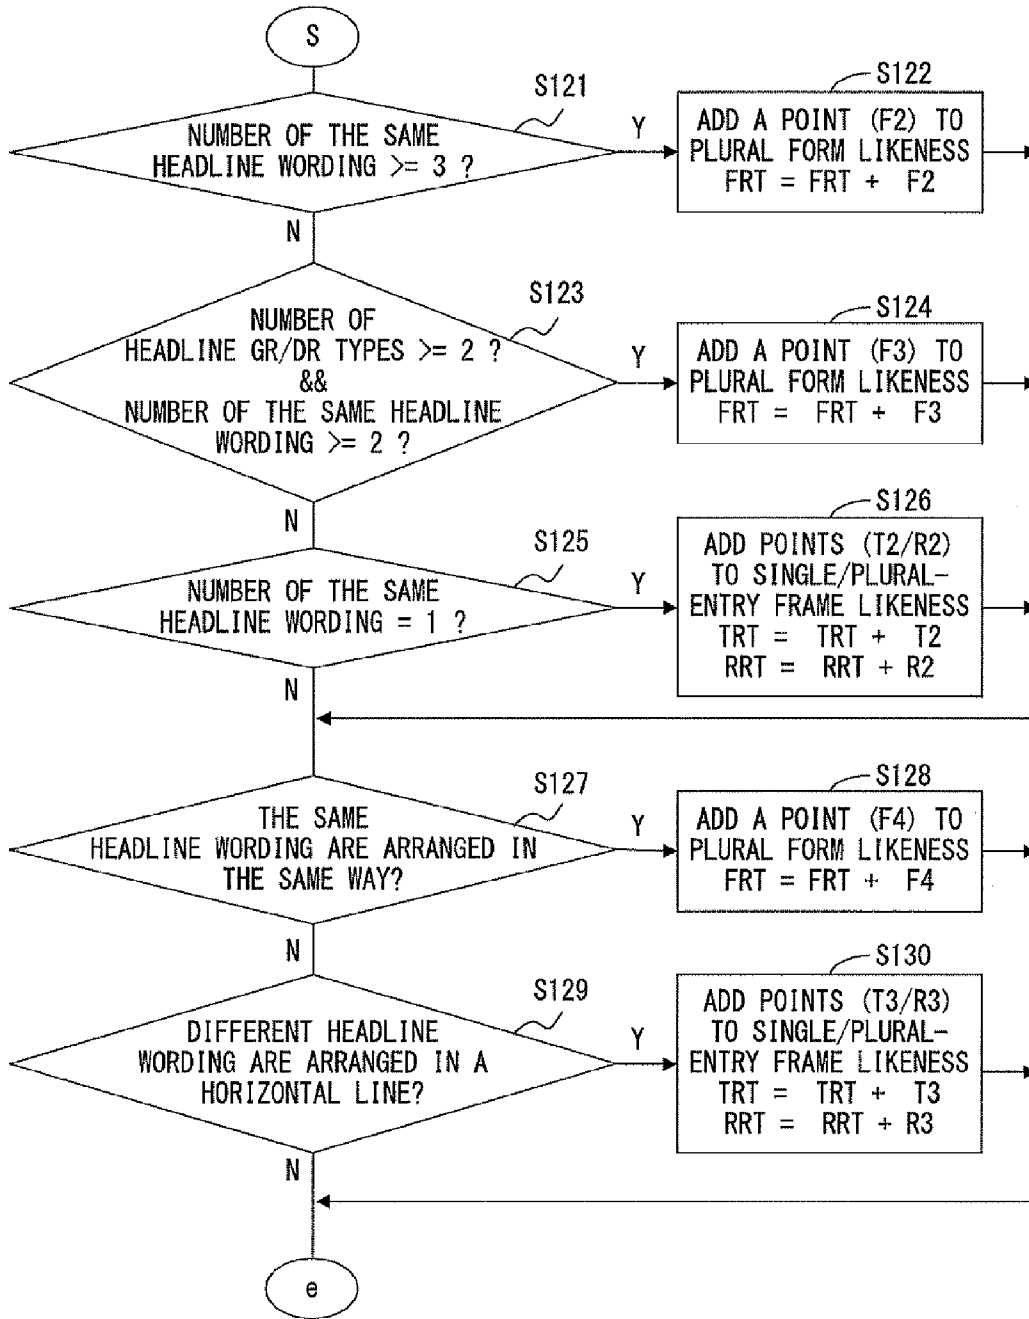 S
S121
NUMBER OF THE SAME
HEADLINE WORDING >= 3 ?
Y
N
S122
ADD A POINT (F2) TO
PLURAL FORM LIKENESS
FRT = FRT + F2
S123
NUMBER OF
HEADLINE GR/DR TYPES >= 2 ?
&&
NUMBER OF THE SAME HEADLINE
WORDING >= 2 ?
Y
N
S124
ADD A POINT (F3) TO
PLURAL FORM LIKENESS
FRT = FRT + F3
S125
NUMBER OF THE SAME
HEADLINE WORDING = 1 ?
Y
N
S126
ADD POINTS (T2/R2)
TO SINGLE/PLURAL-
ENTRY FRAME LIKENESS
TRT = TRT + T2
RRT = RRT + R2
S127
THE SAME
HEADLINE WORDING ARE ARRANGED IN
THE SAME WAY?
Y
N
S128
ADD A POINT (F4) TO
PLURAL FORM LIKENESS
FRT = FRT + F4
S129
DIFFERENT HEADLINE
WORDING ARE ARRANGED IN A
HORIZONTAL LINE?
Y
N
S130
ADD POINTS (T3/R3)
TO SINGLE/PLURAL-
ENTRY FRAME LIKENESS
TRT = TRT + T3
RRT = RRT + R3
e